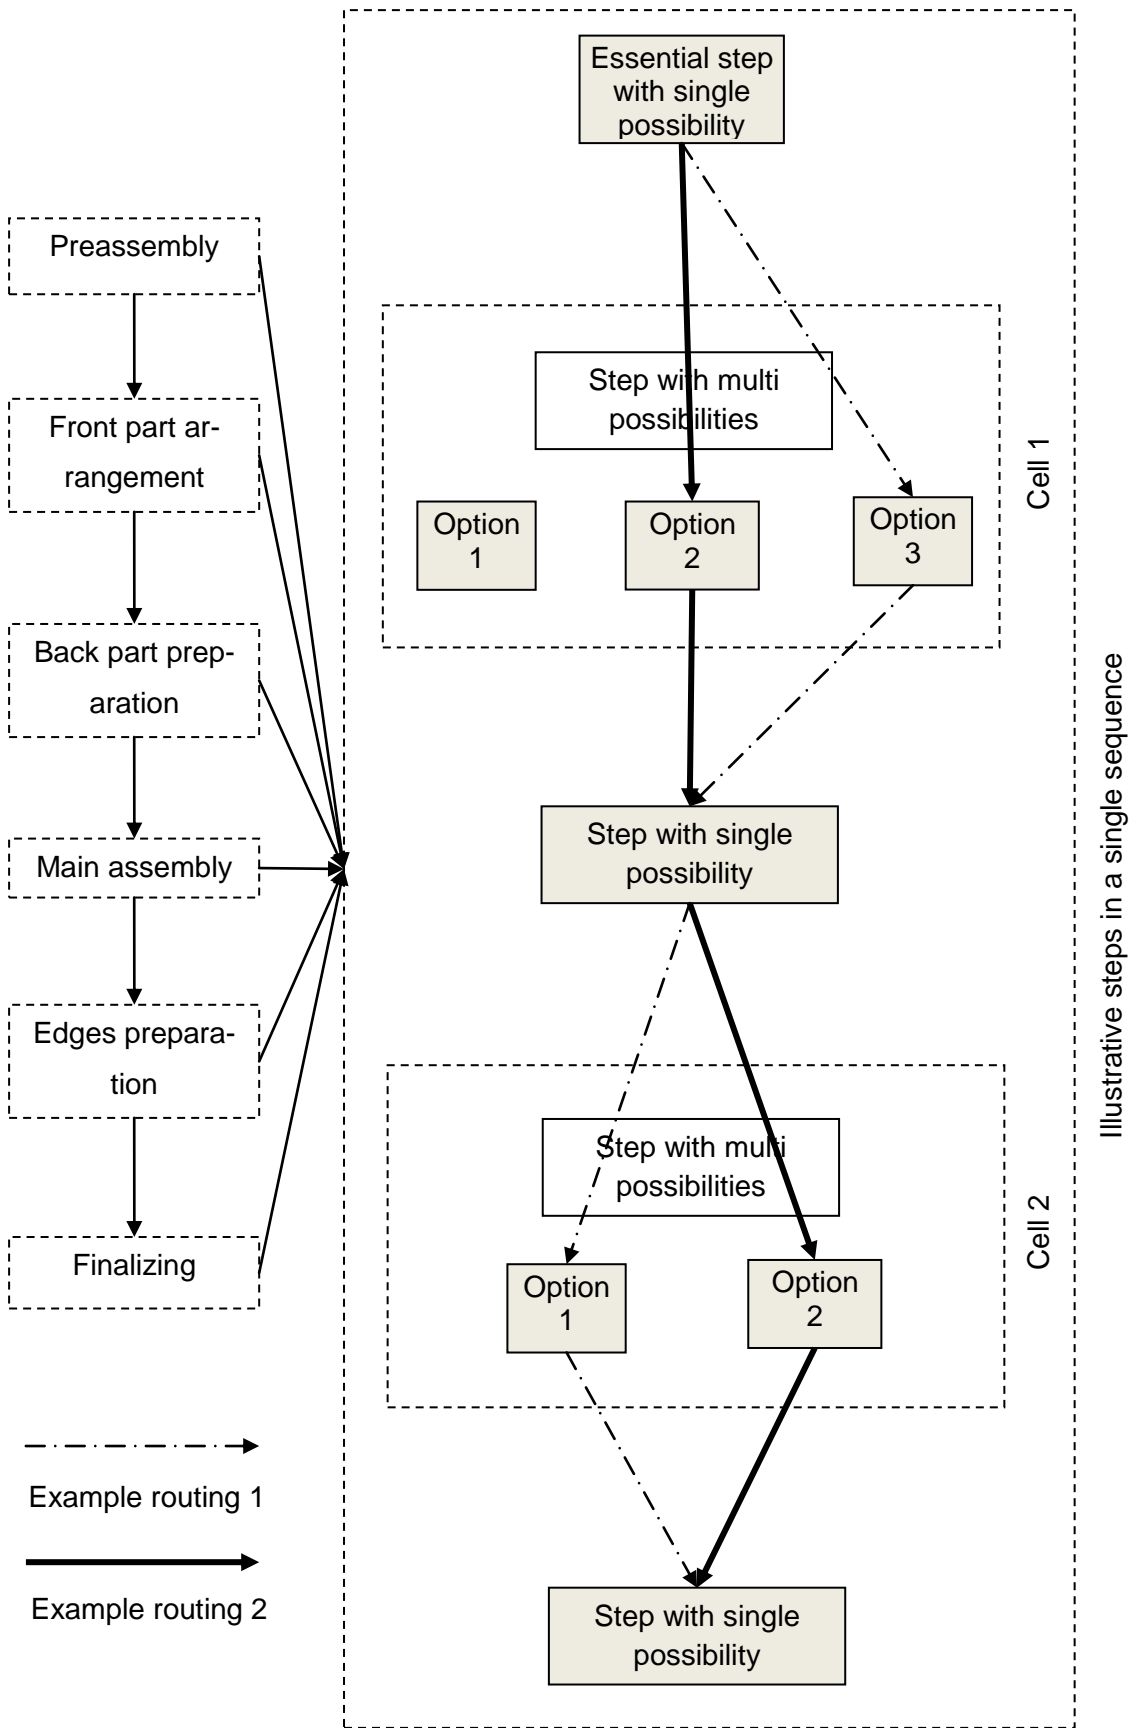 Essential step
with single
possibility
Preassembly
Front part ar-
rangement
Back part prep-
aration
Main assembly
Edges prepara-
tion
Finalizing
Example routing 1
Example routing 2
Step with multi
possibilities
Option
1
Option
2
Option
3
Cell 1
Step with single
possibility
Step with multi
possibilities
Option
1
Option
2
Cell 2
Step with single
possibility
Illustrative steps in a single sequence